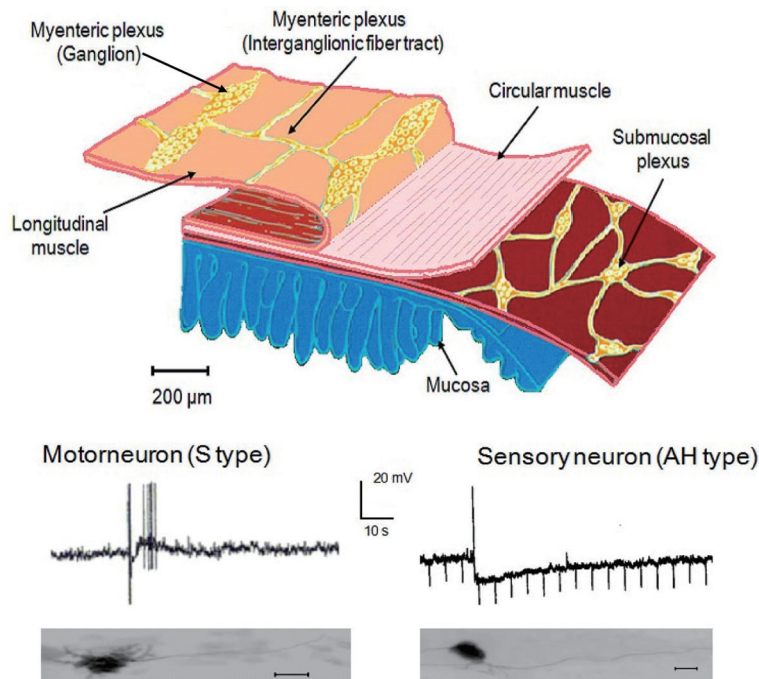 Myenteric plexus
(Ganglion)
Myenteric plexus
(Interganglionic fiber tract)
Circular muscle
Submucosal
plexus
Longitudinal
muscle
200 µm
Mucosa
Motorneuron (S type)
Sensory neuron (AH type)
20 mV
10 s